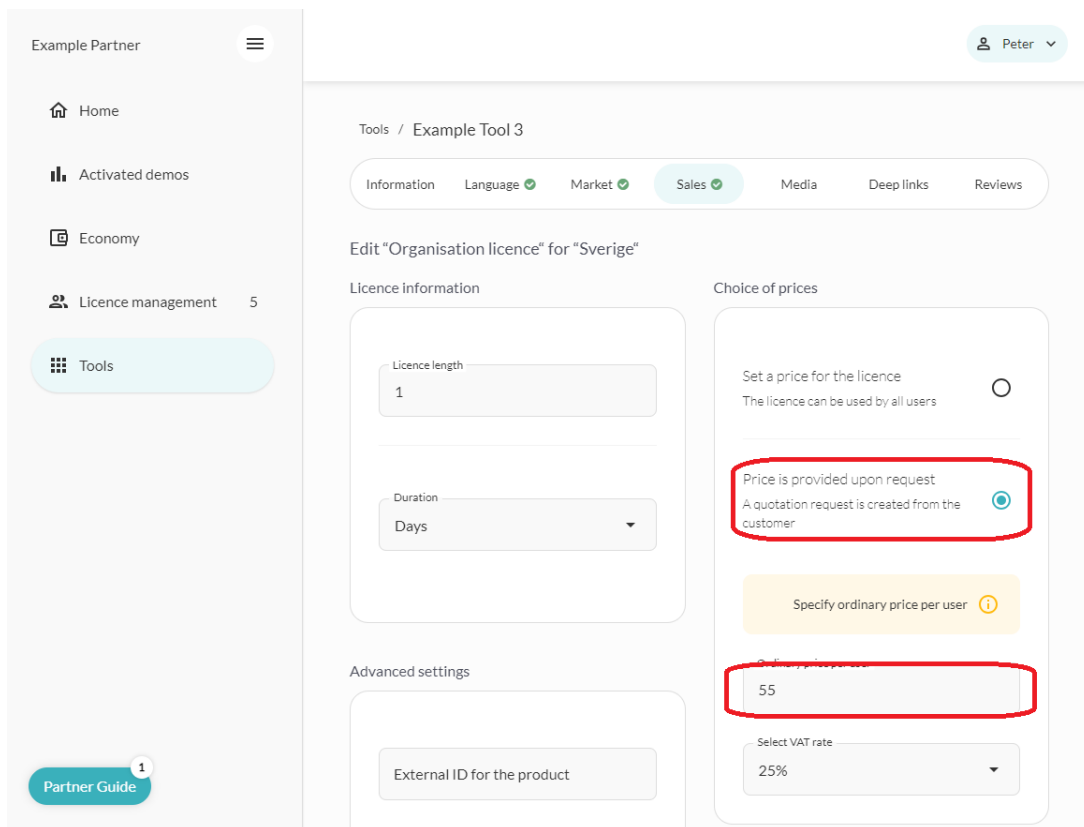 Example Partner
Peter
Home
Activated demos
Economy
Licence management 5
Tools
1
Partner Guide
Tools / Example Tool 3
Information Language Market Sales Media Deep links Reviews
Edit “Organisation licence“ for “Sverige“
Licence information
Licence length
1
Duration
Days
Advanced settings
External ID for the product
Choice of prices
Set a price for the licence
The licence can be used by all users
Price is provided upon request
A quotation request is created from the
customer
Specify ordinary price per user
Ordinary price per user
55
Select VAT rate
25%